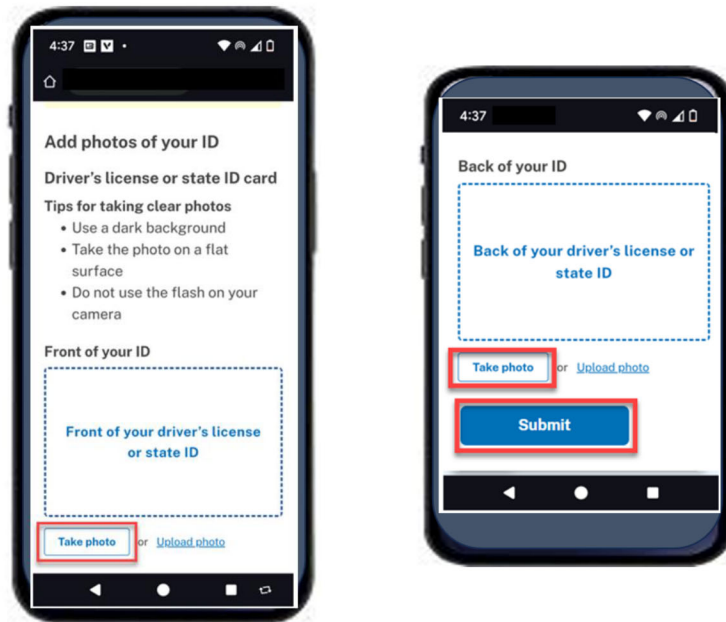 4:37
Add photos of your ID
Driver's license or state ID card
Tips for taking clear photos
• Use a dark background
• Take the photo on a flat
surface
• Do not use the flash on your
camera
Front of your ID
Front of your driver's license
or state ID
Take photo or Upload photo
4:37
Back of your ID
Back of your driver's license or
state ID
Take photo or Upload photo
Submit